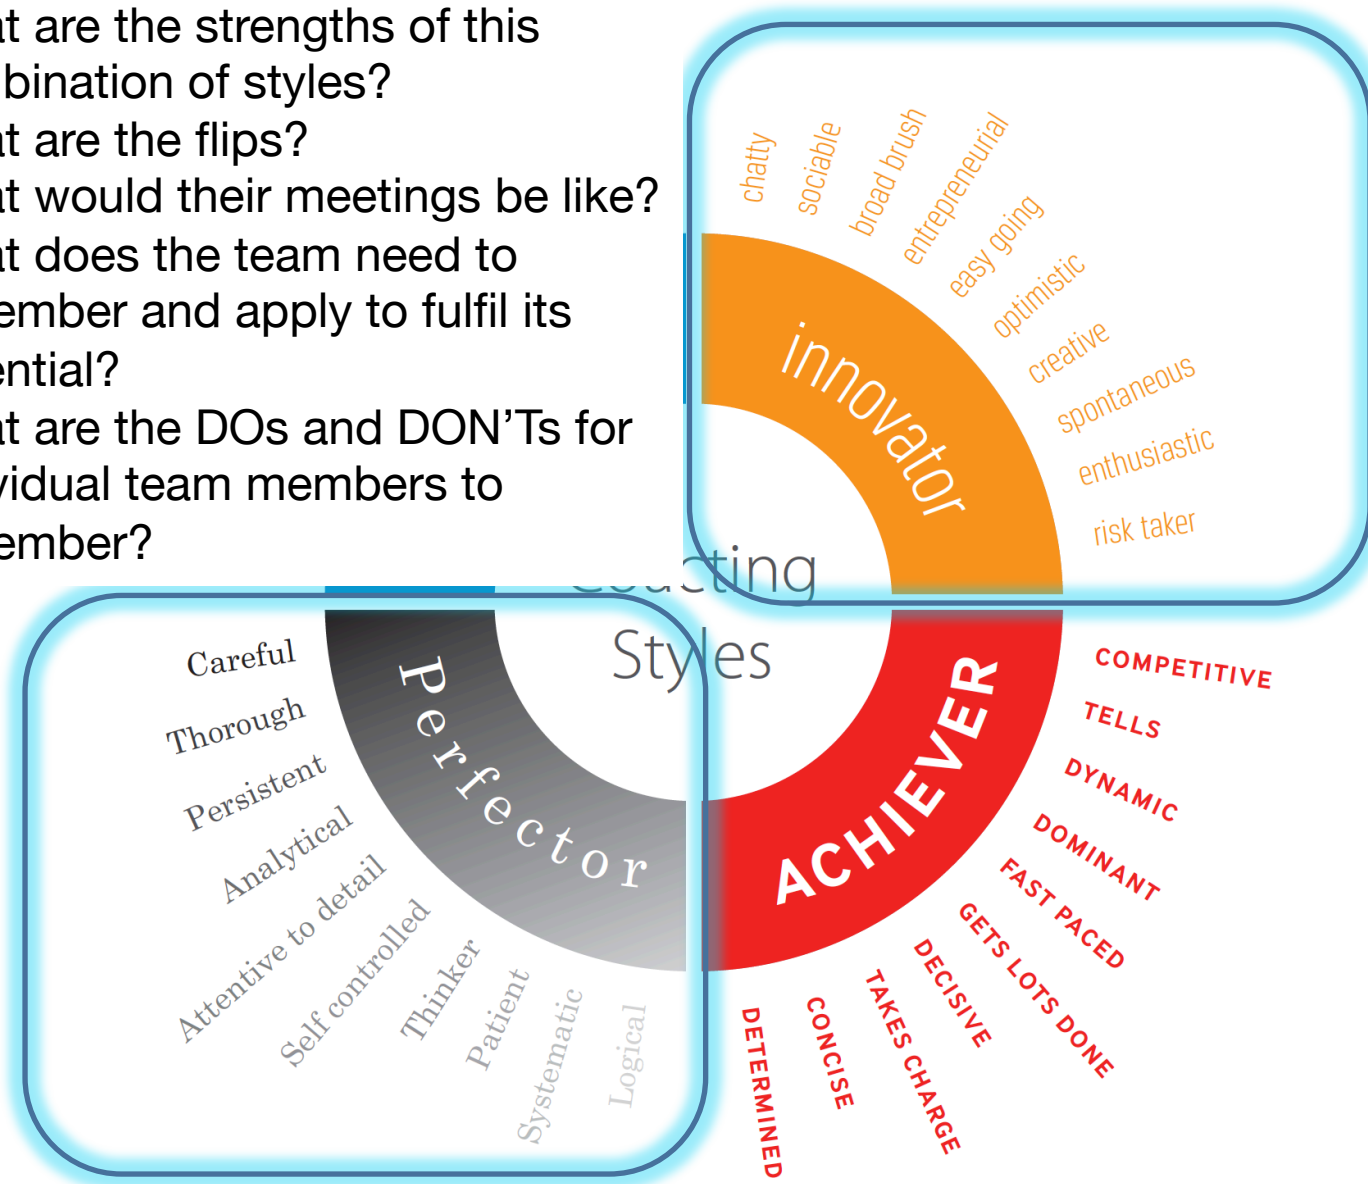 at are the strengths of this
bination of styles?
at are the flips?
at would their meetings be like?
at does the team need to
ember and apply to fulfil its
ential?
at are the DOs and DON'Ts for
vidual team members to
ember?
chatty
sociable
broad brush
entrepreneurial
easy going
optimistic
creative
spontaneous
enthusiastic
risk taker
innovator
Coacting
Styles
Careful
Thorough
Persistent
Analytical
Attentive to detail
Self controlled
Thinker
Patient
Systematic
Logical
Perfector
ACHIEVER
COMPETITIVE
TELLS
DYNAMIC
DOMINANT
FAST PACED
GETS LOTS DONE
DECISIVE
TAKES CHARGE
CONCISE
DETERMINED